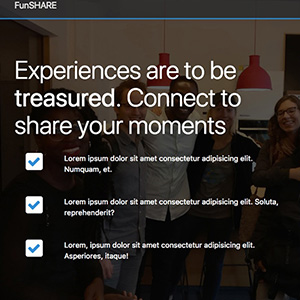 FunSHARE
Experiences are to be
treasured. Connect to
share your moments
Lorem ipsum dolor sit amet consectetur adipisicing elit.
Numquam, et.
Lorem ipsum dolor sit amet consectetur adipisicing elit. Soluta,
reprehenderit?
Lorem, ipsum dolor sit amet consectetur adipisicing elit.
Asperiores, itaque!